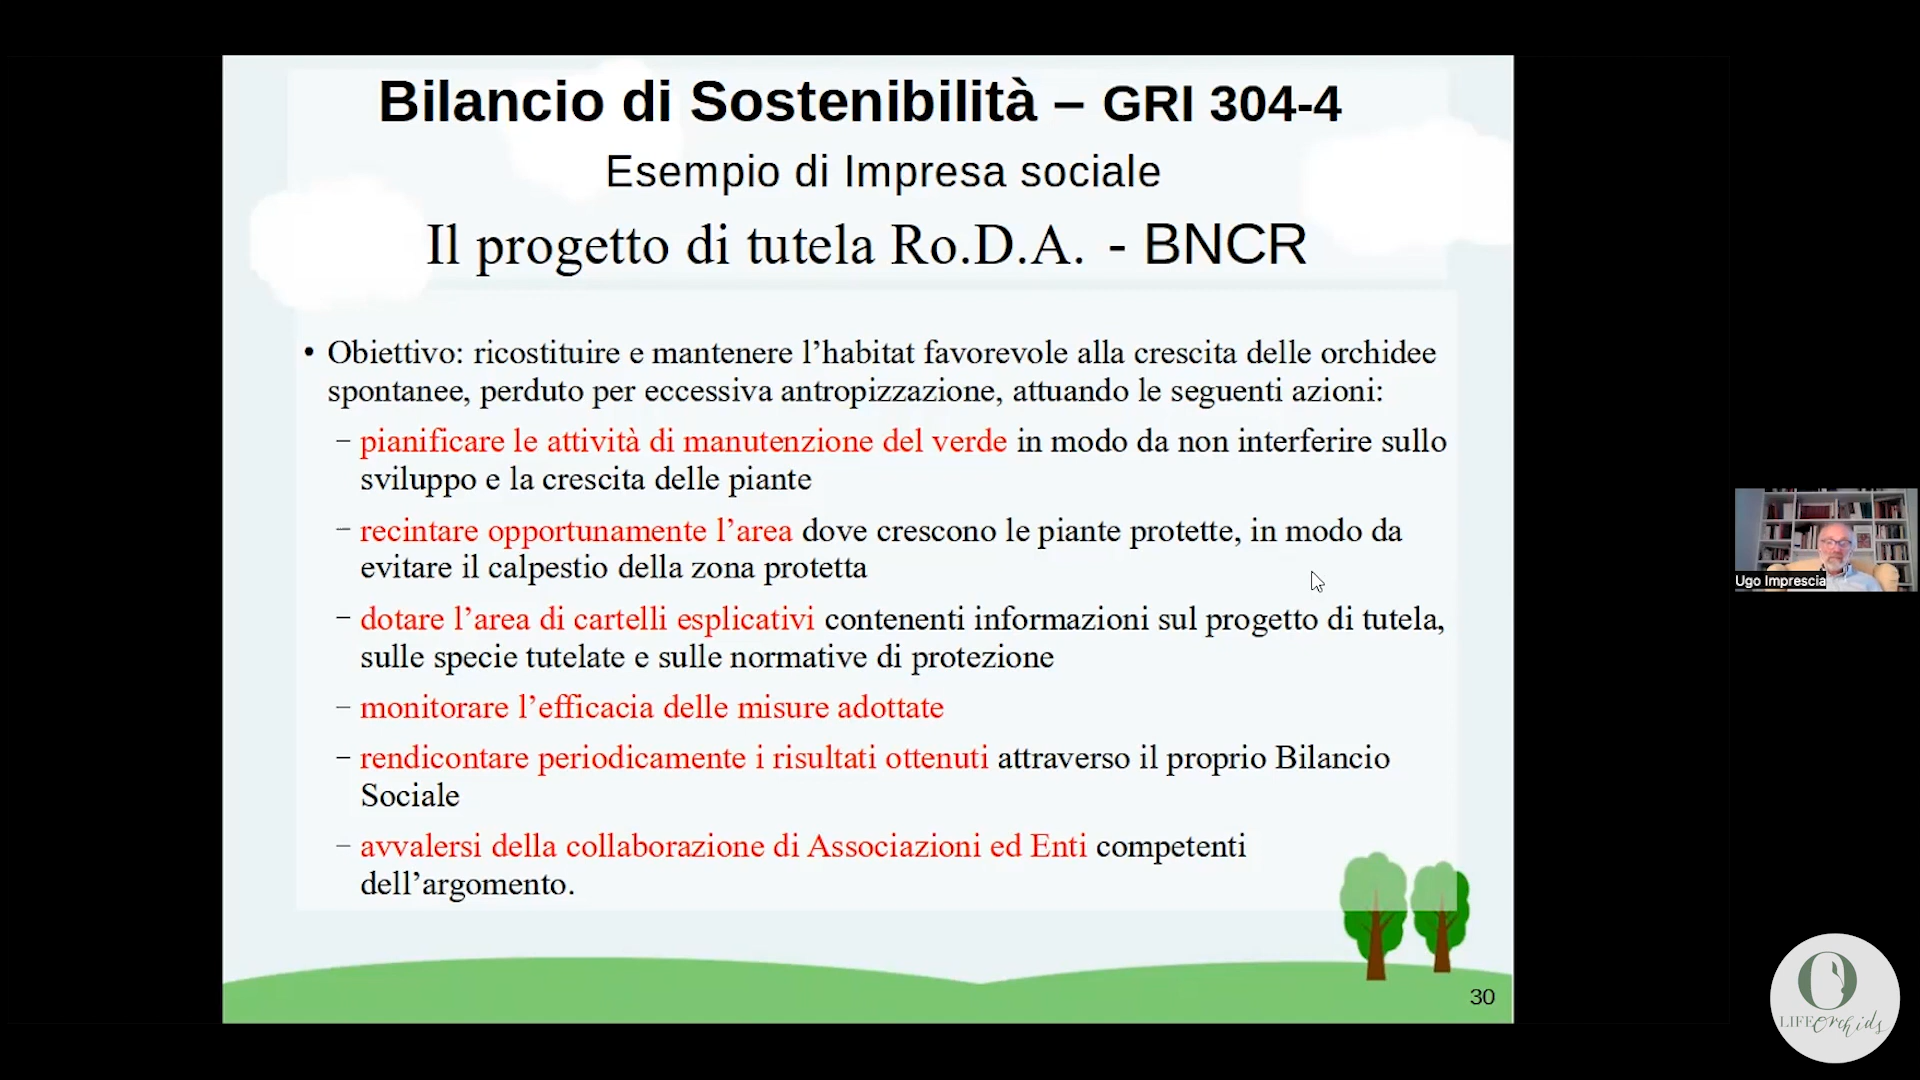 Bilancio di Sostenibilità – GRI 304-4
Esempio di Impresa sociale
Il progetto di tutela Ro.D.A. - BNCR
• Obiettivo: ricostituire e mantenere l’habitat favorevole alla crescita delle orchidee
spontanee, perduto per eccessiva antropizzazione, attuando le seguenti azioni:
– pianificare le attività di manutenzione del verde in modo da non interferire sullo
sviluppo e la crescita delle piante
– recintare opportunamente l’area dove crescono le piante protette, in modo da
evitare il calpestio della zona protetta
– dotare l’area di cartelli esplicativi contenenti informazioni sul progetto di tutela,
sulle specie tutelate e sulle normative di protezione
– monitorare l’efficacia delle misure adottate
– rendicontare periodicamente i risultati ottenuti attraverso il proprio Bilancio
Sociale
– avvalersi della collaborazione di Associazioni ed Enti competenti
dell’argomento.
30
Ugo Imprescia
O
LIFEOrchids